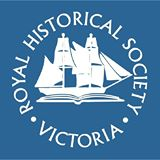 ROYAL HISTORICAL SOCIETY
· VICTORIA ·